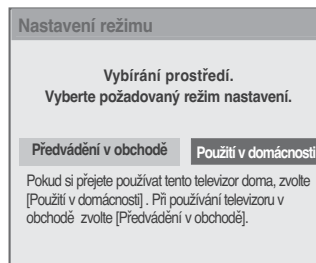 Nastavení režimu
Vybírání prostředí.
Vyberte požadovaný režim nastavení.
Předvádění v obchodě Použití v domácnosti
Pokud si přejete používat tento televizor doma, zvolte
[Použití v domácnosti] . Při používání televizoru v
obchodě zvolte [Předvádění v obchodě].